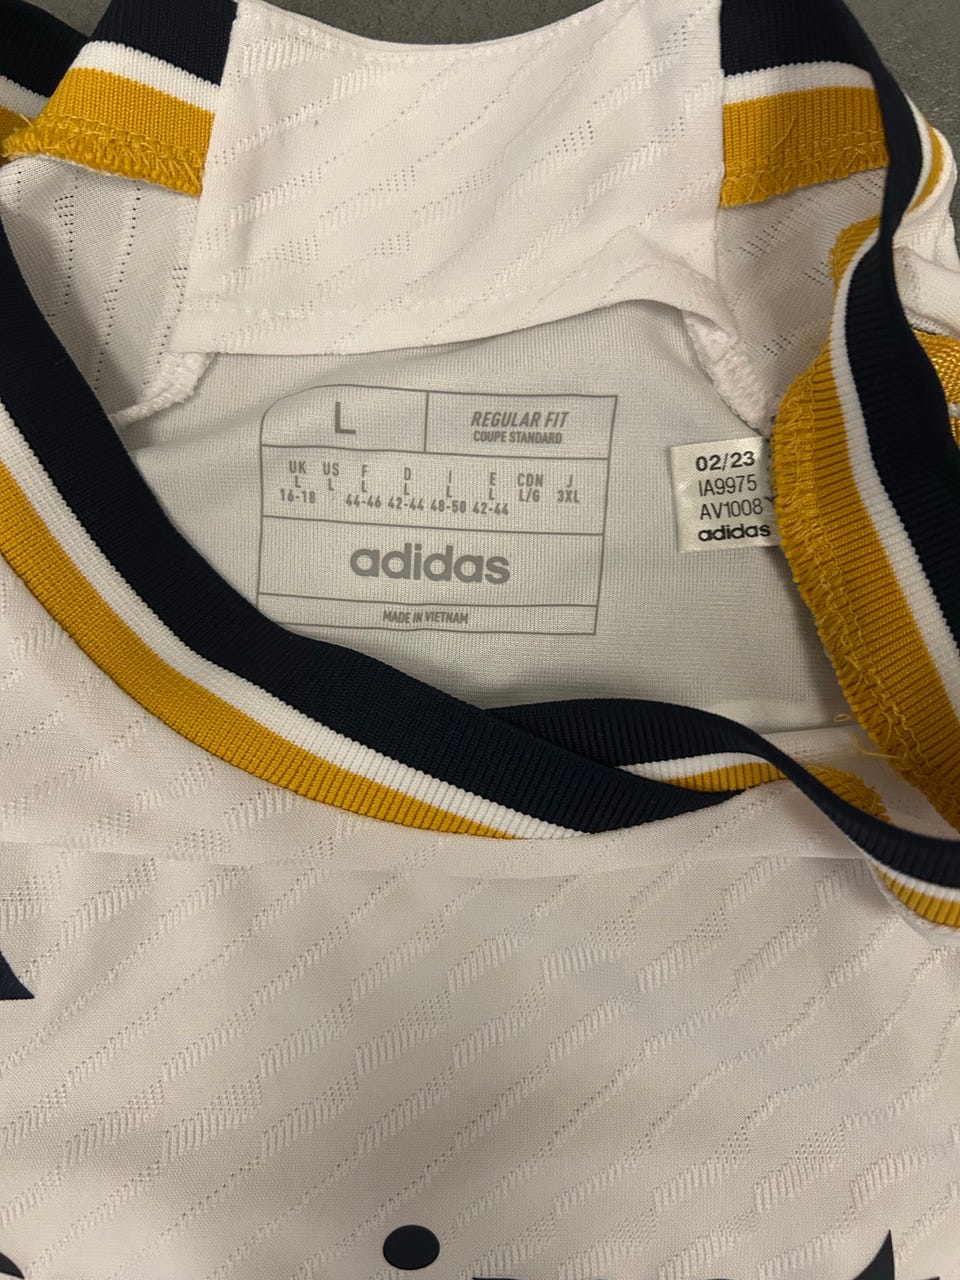 L
REGULAR FIT
COUPE STANDARD
UK US F D I E CDN J
L L L L L L L/G 3XL
16-18 - 44-46 42-44 48-50 42-44
adidas
MADE IN VIETNAM
02/23
IA9975
AV1008
adidas